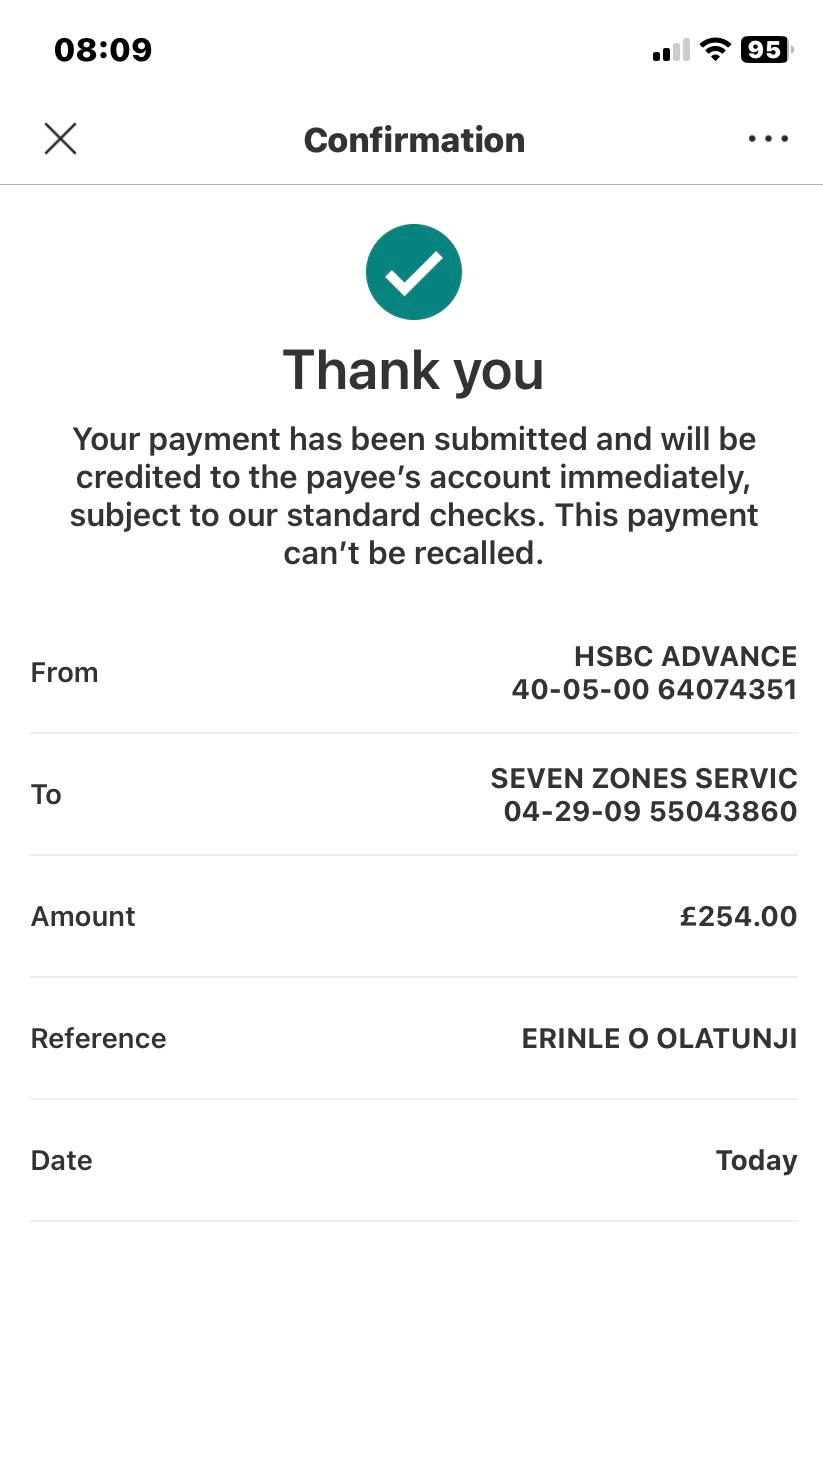 08:09
95
Confirmation
Thank you
Your payment has been submitted and will be
credited to the payee's account immediately,
subject to our standard checks. This payment
can't be recalled.
From
HSBC ADVANCE
40-05-00 64074351
To
SEVEN ZONES SERVIC
04-29-09 55043860
Amount
£254.00
Reference
ERINLE O OLATUNJI
Date
Today